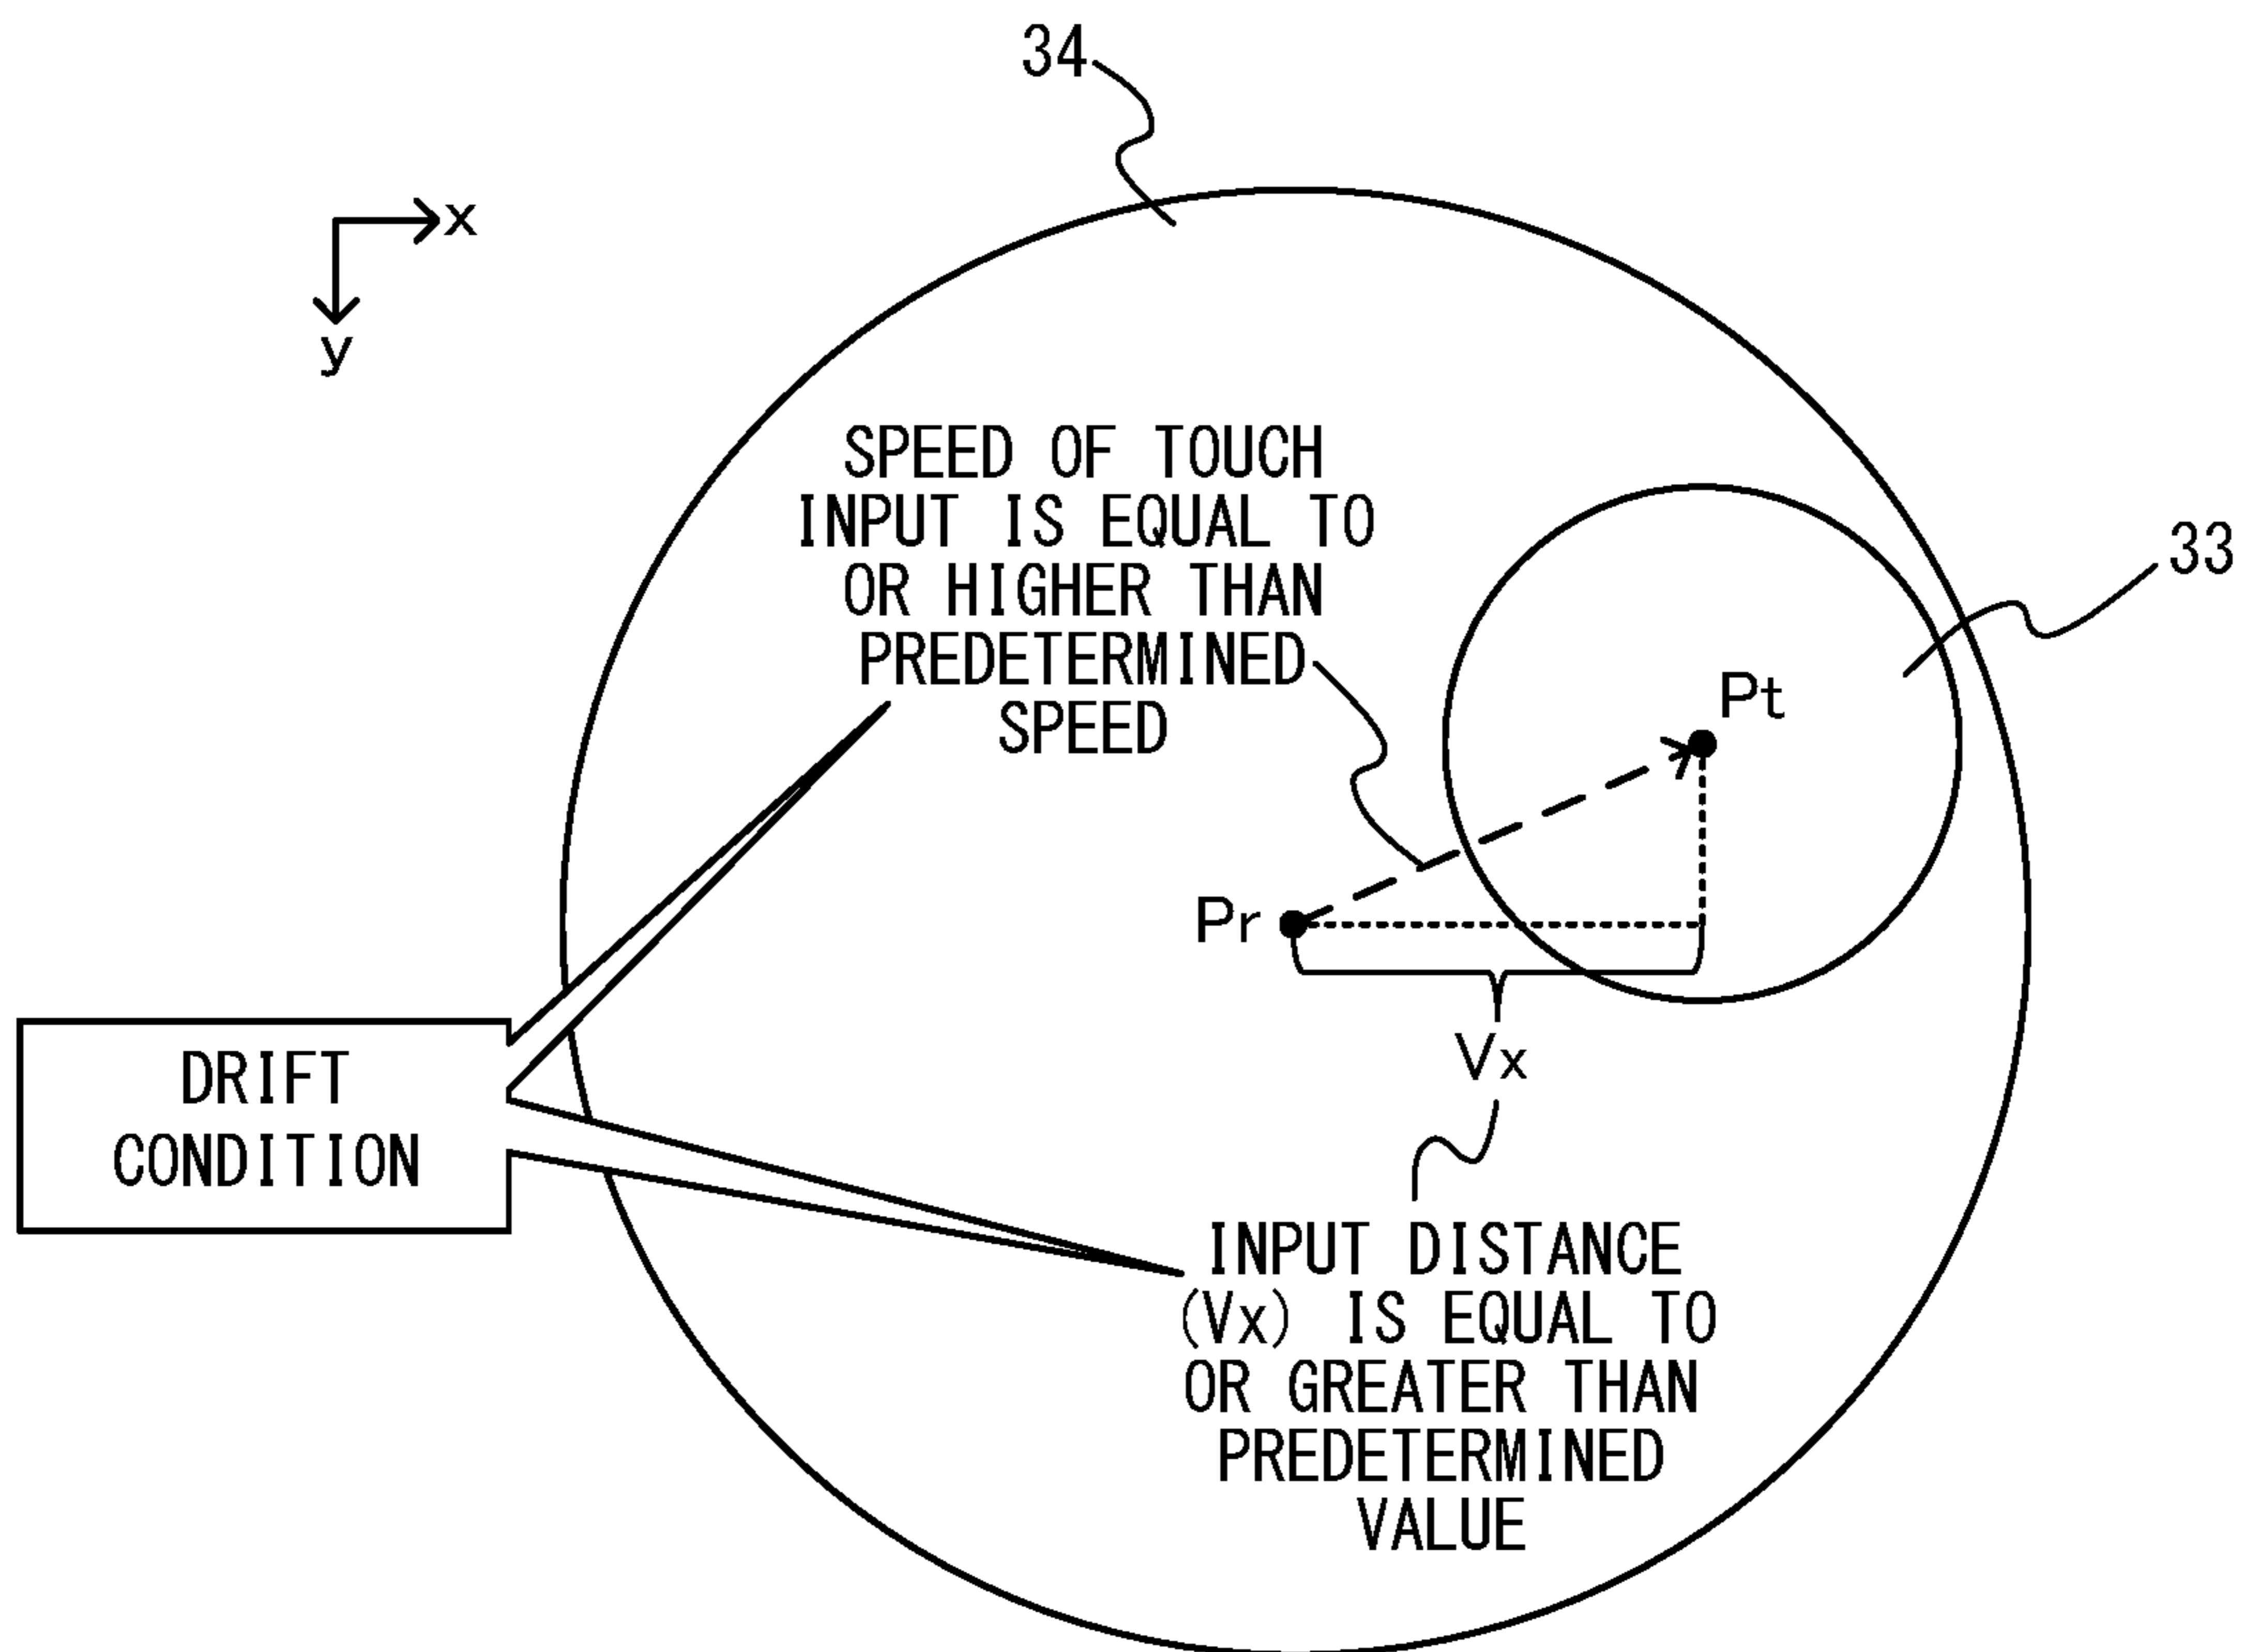 34
x
y
SPEED OF TOUCH
INPUT IS EQUAL TO
OR HIGHER THAN
PREDETERMINED
SPEED
33
Pt
Pr
Vx
DRIFT
CONDITION
INPUT DISTANCE
(Vx) IS EQUAL TO
OR GREATER THAN
PREDETERMINED
VALUE